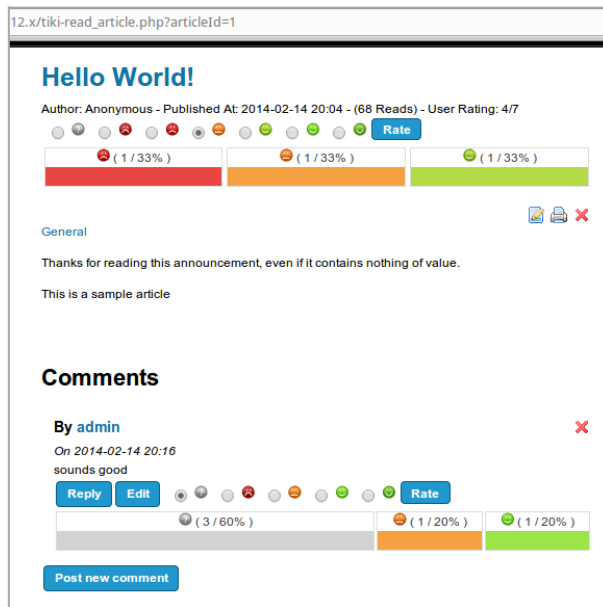 12.x/tiki-read_article.php?articleId=1
Hello World!
Author: Anonymous - Published At: 2014-02-14 20:04 - (68 Reads) - User Rating: 4/7
Rate
( 1 / 33% ) ( 1 / 33% ) ( 1 / 33% )
General
Thanks for reading this announcement, even if it contains nothing of value.
This is a sample article
Comments
By admin
On 2014-02-14 20:16
sounds good
Reply Edit Rate
( 3 / 60% ) ( 1 / 20% ) ( 1 / 20% )
Post new comment